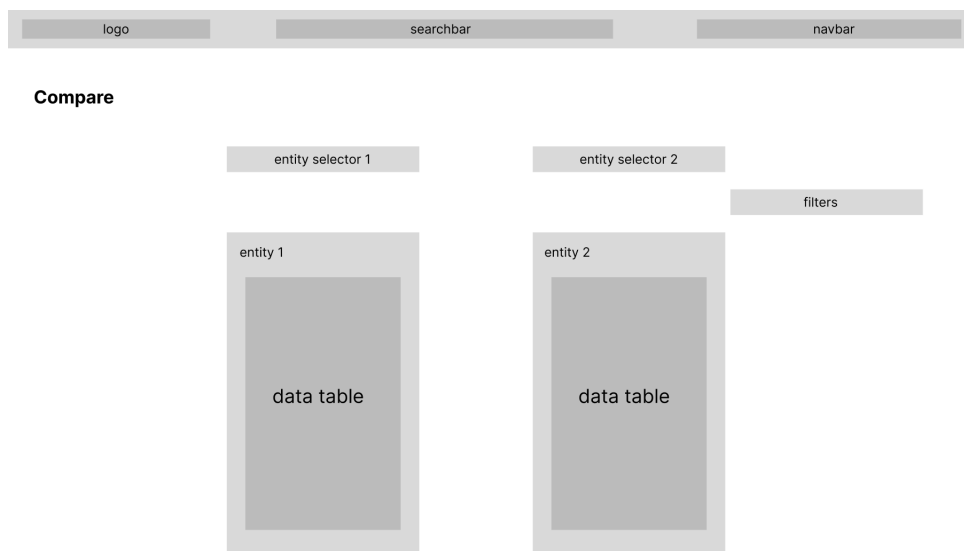 logo
searchbar
navbar
Compare
entity selector 1
entity selector 2
filters
entity 1
entity 2
data table
data table